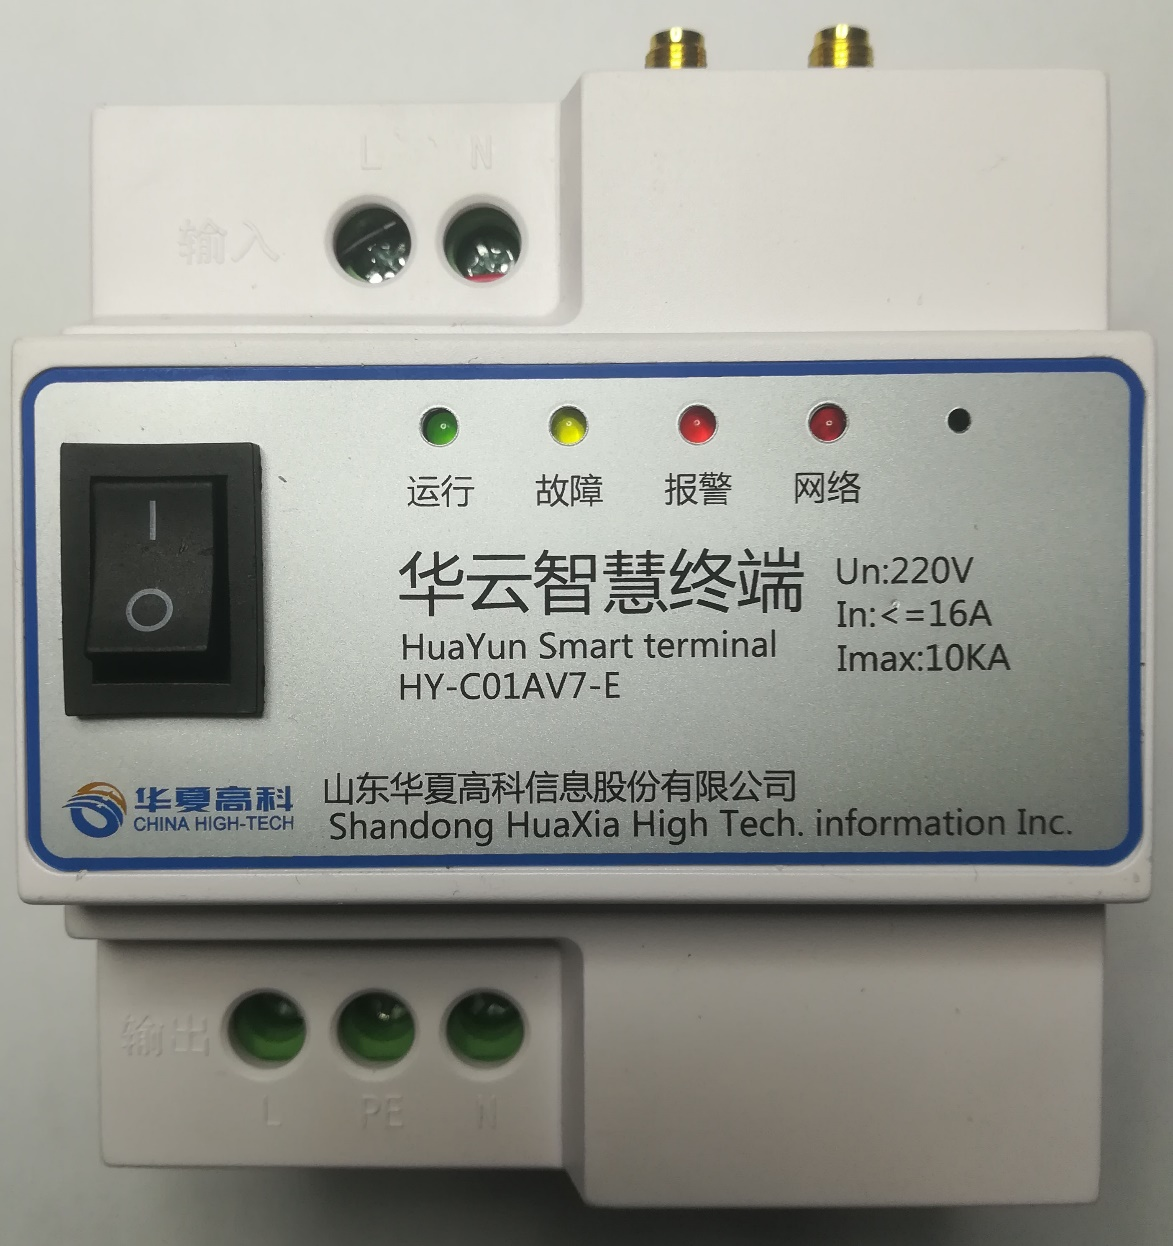 L N
输入
运行 故障 报警 网络
华云智慧终端
HuaYun Smart terminal
HY-C01AV7-E
Un:220V
In:<=16A
Imax:10KA
华夏高科
CHINA HIGH-TECH
山东华夏高科信息股份有限公司
Shandong HuaXia High Tech. information Inc.
输出
L PE N